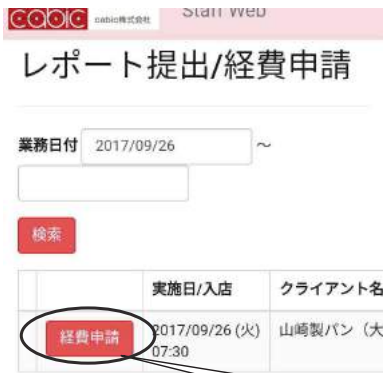 cabic cabic株式会社 Staff Web
レポート提出/経費申請
業務日付 2017/09/26 ～
検索
実施日/入店 クライアント名
経費申請 2017/09/26 (火) 山崎製パン（大
07:30